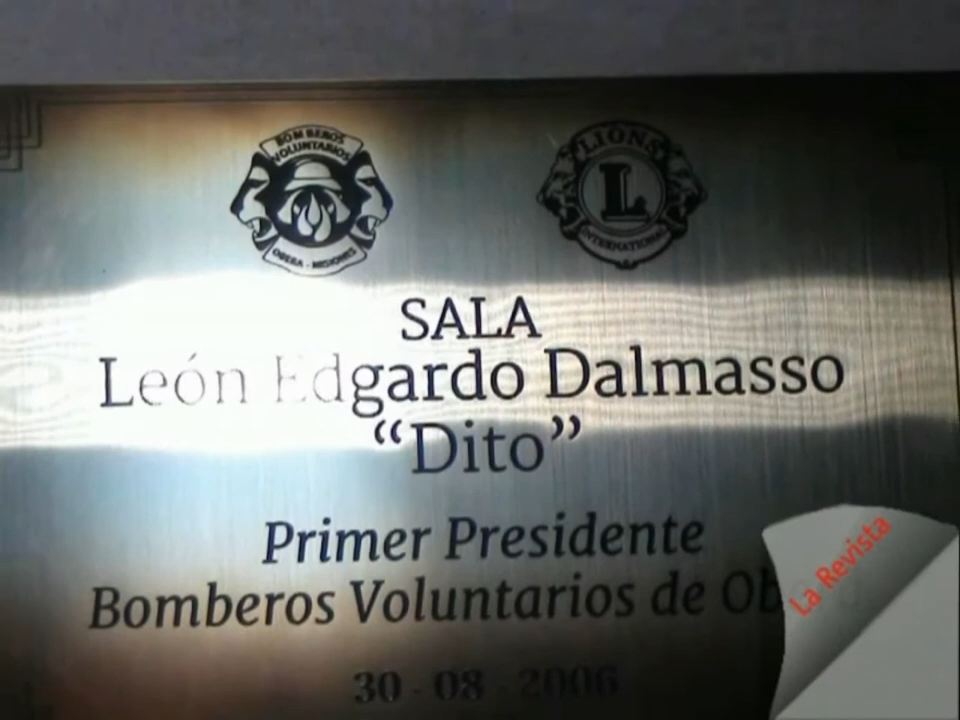 BOMBEROS
VOLUNTARIOS
OBERA - MISIONES
LIONS
L
INTERNATIONAL
SALA
León Edgardo Dalmasso
“Dito”
Primer Presidente
Bomberos Voluntarios de Ob
La Revista
30 - 08 - 2006